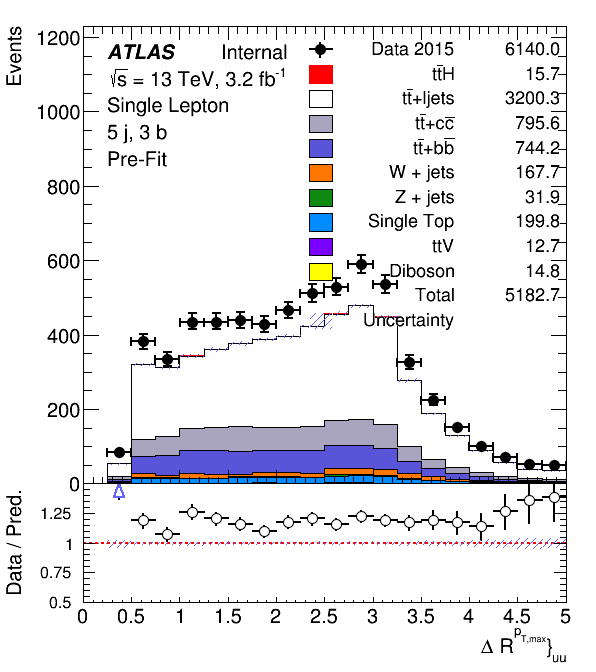 Events
1200
1000
800
600
400
200
0
ATLAS Internal
√s = 13 TeV, 3.2 fb⁻¹
Single Lepton
5 j, 3 b
Pre-Fit
Data 2015 6140.0
tt̄H 15.7
tt̄+ljets 3200.3
tt̄+cc̄ 795.6
tt̄+bb̄ 744.2
W + jets 167.7
Z + jets 31.9
Single Top 199.8
ttV 12.7
Diboson 14.8
Total 5182.7
Uncertainty
Data / Pred.
1.25
1
0.75
0.5
0 0.5 1 1.5 2 2.5 3 3.5 4 4.5 5
Δ R^{p_{T,max}}}_{uu}